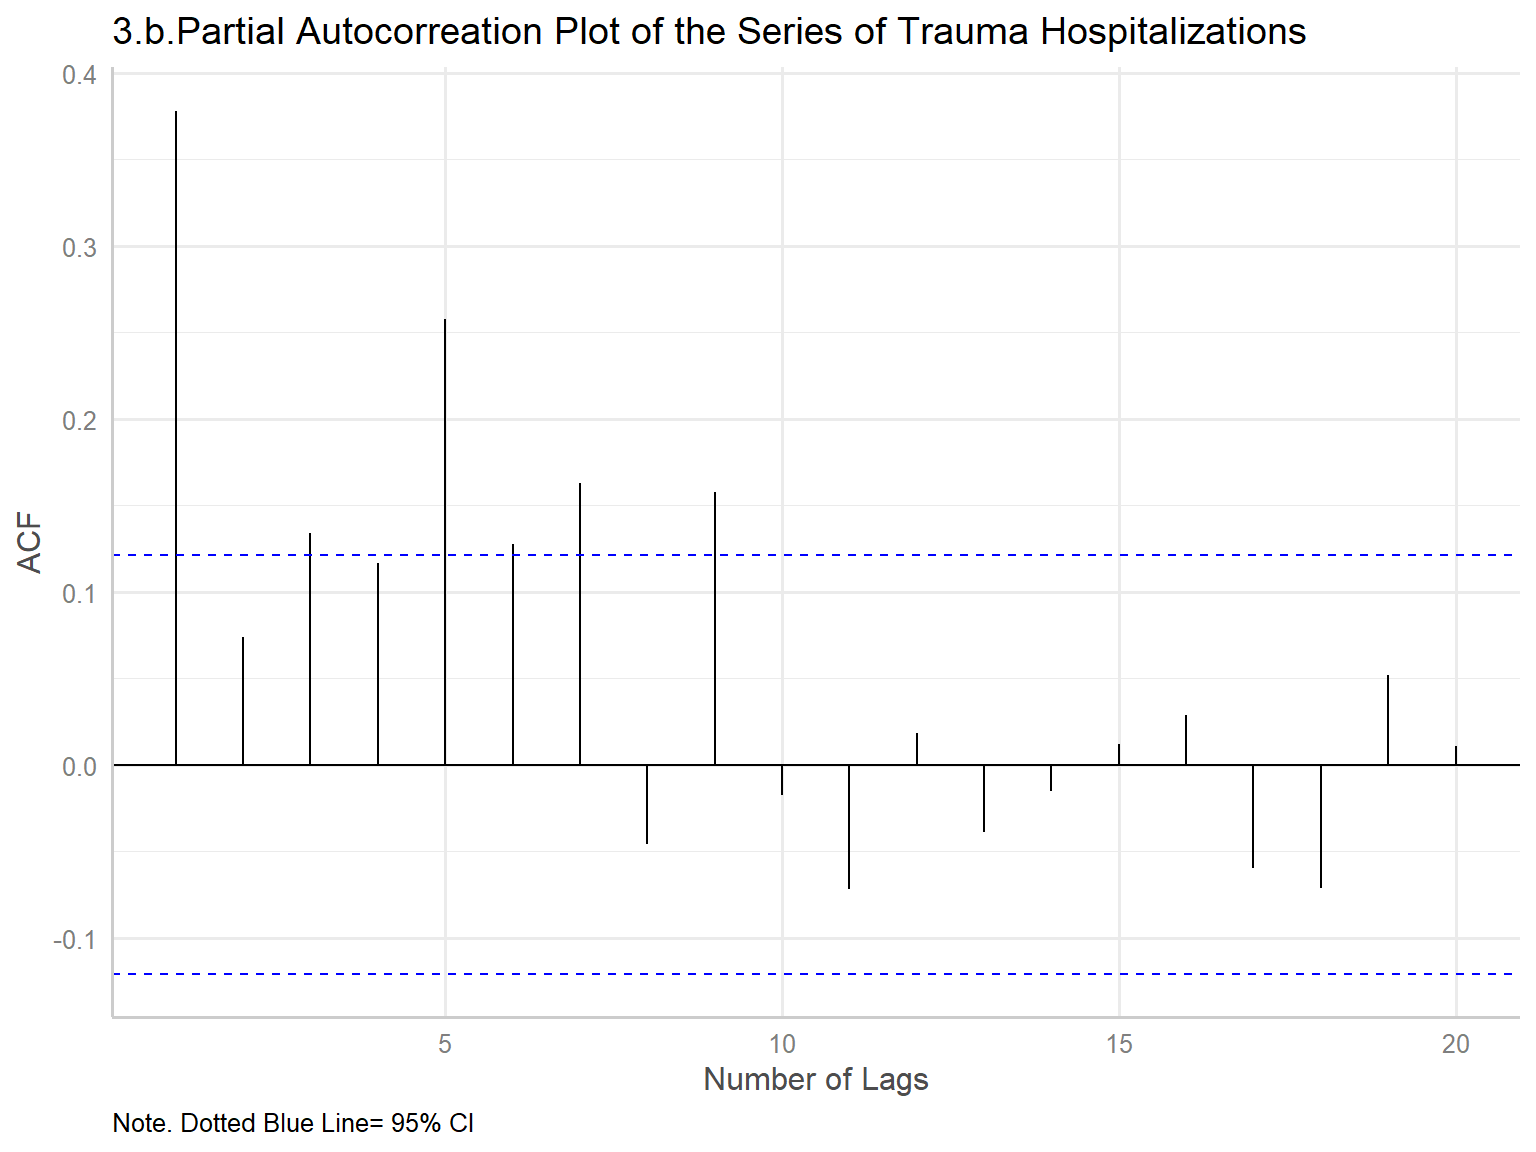 3.b.Partial Autocorreation Plot of the Series of Trauma Hospitalizations
0.4
0.3
0.2
0.1
0.0
-0.1
ACF
5 10 15 20
Number of Lags
Note. Dotted Blue Line= 95% CI